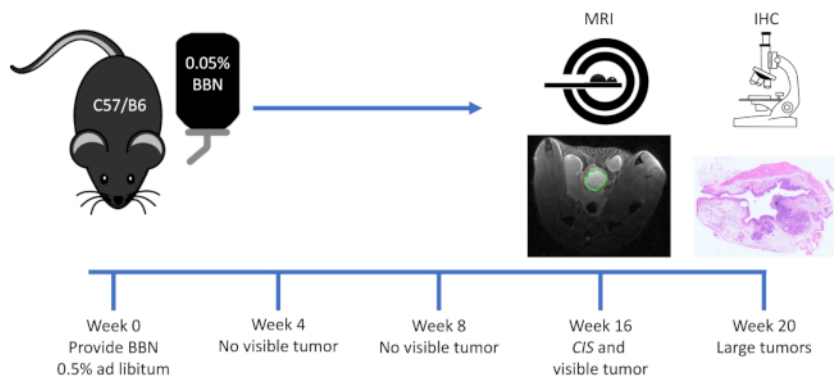 MRI
IHC
0.05%
BBN
C57/B6
Week 0
Provide BBN
0.5% ad libitum
Week 4
No visible tumor
Week 8
No visible tumor
Week 16
CIS and
visible tumor
Week 20
Large tumors